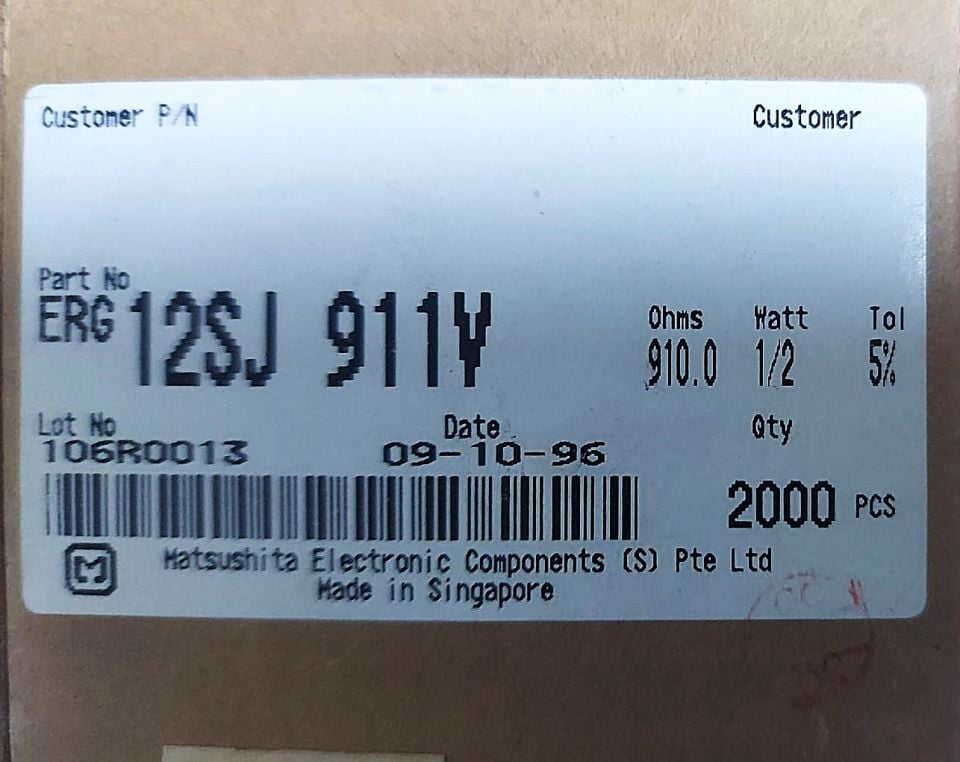 Customer P/N Customer
Part No
ERG 12SJ 911V
Ohms Watt Tol
910.0 1/2 5%
Lot No Date Qty
106R0013 09-10-96
2000 PCS
M
Matsushita Electronic Components (S) Pte Ltd
Made in Singapore